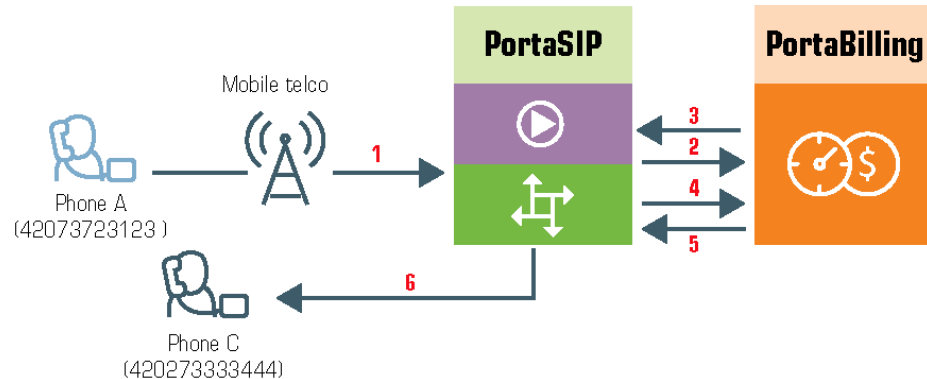 PortaSIP
PortaBilling
Mobile telco
1
3
2
$
4
5
Phone A
(42073723123 )
6
Phone C
(420273333444)